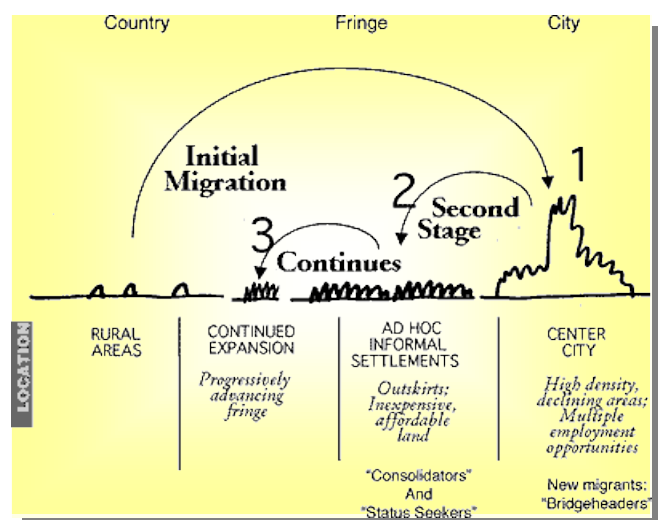 Country Fringe City
1
Initial
Migration
2
Second
Stage
3
Continues
LOCATION
RURAL
AREAS
CONTINUED
EXPANSION
Progressively
advancing
fringe
AD HOC
INFORMAL
SETTLEMENTS
Outskirts;
Inexpensive,
affordable
land
"Consolidators"
And
"Status Seekers"
CENTER
CITY
High density,
declining areas;
Multiple
employment
opportunities
New migrants:
"Bridgeheaders"